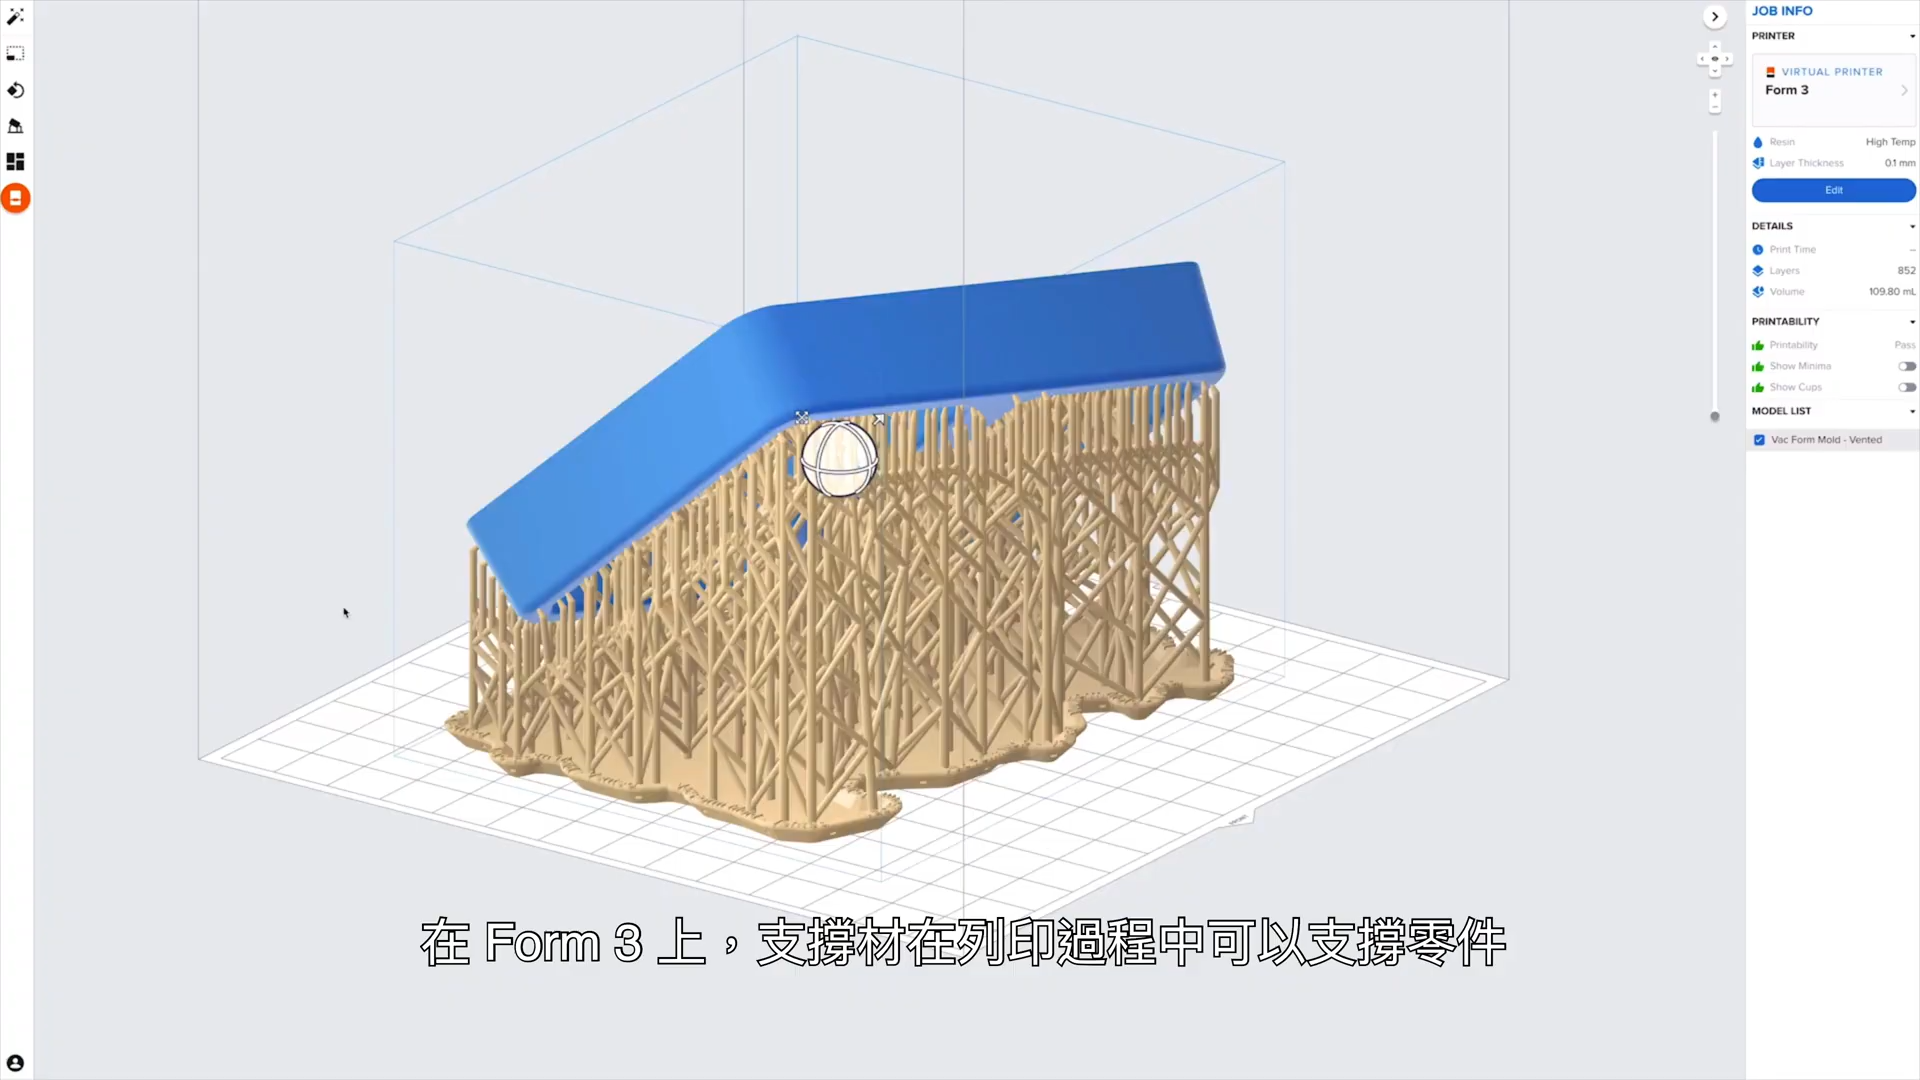 JOB INFO
PRINTER
VIRTUAL PRINTER
Form 3
Resin High Temp
Layer Thickness 0.1 mm
Edit
DETAILS
Print Time --
Layers 852
Volume 109.80 mL
PRINTABILITY
Printability Pass
Show Minima
Show Cups
MODEL LIST
Vac Form Mold - Vented
FRONT
在 Form 3 上，支撐材在列印過程中可以支撐零件